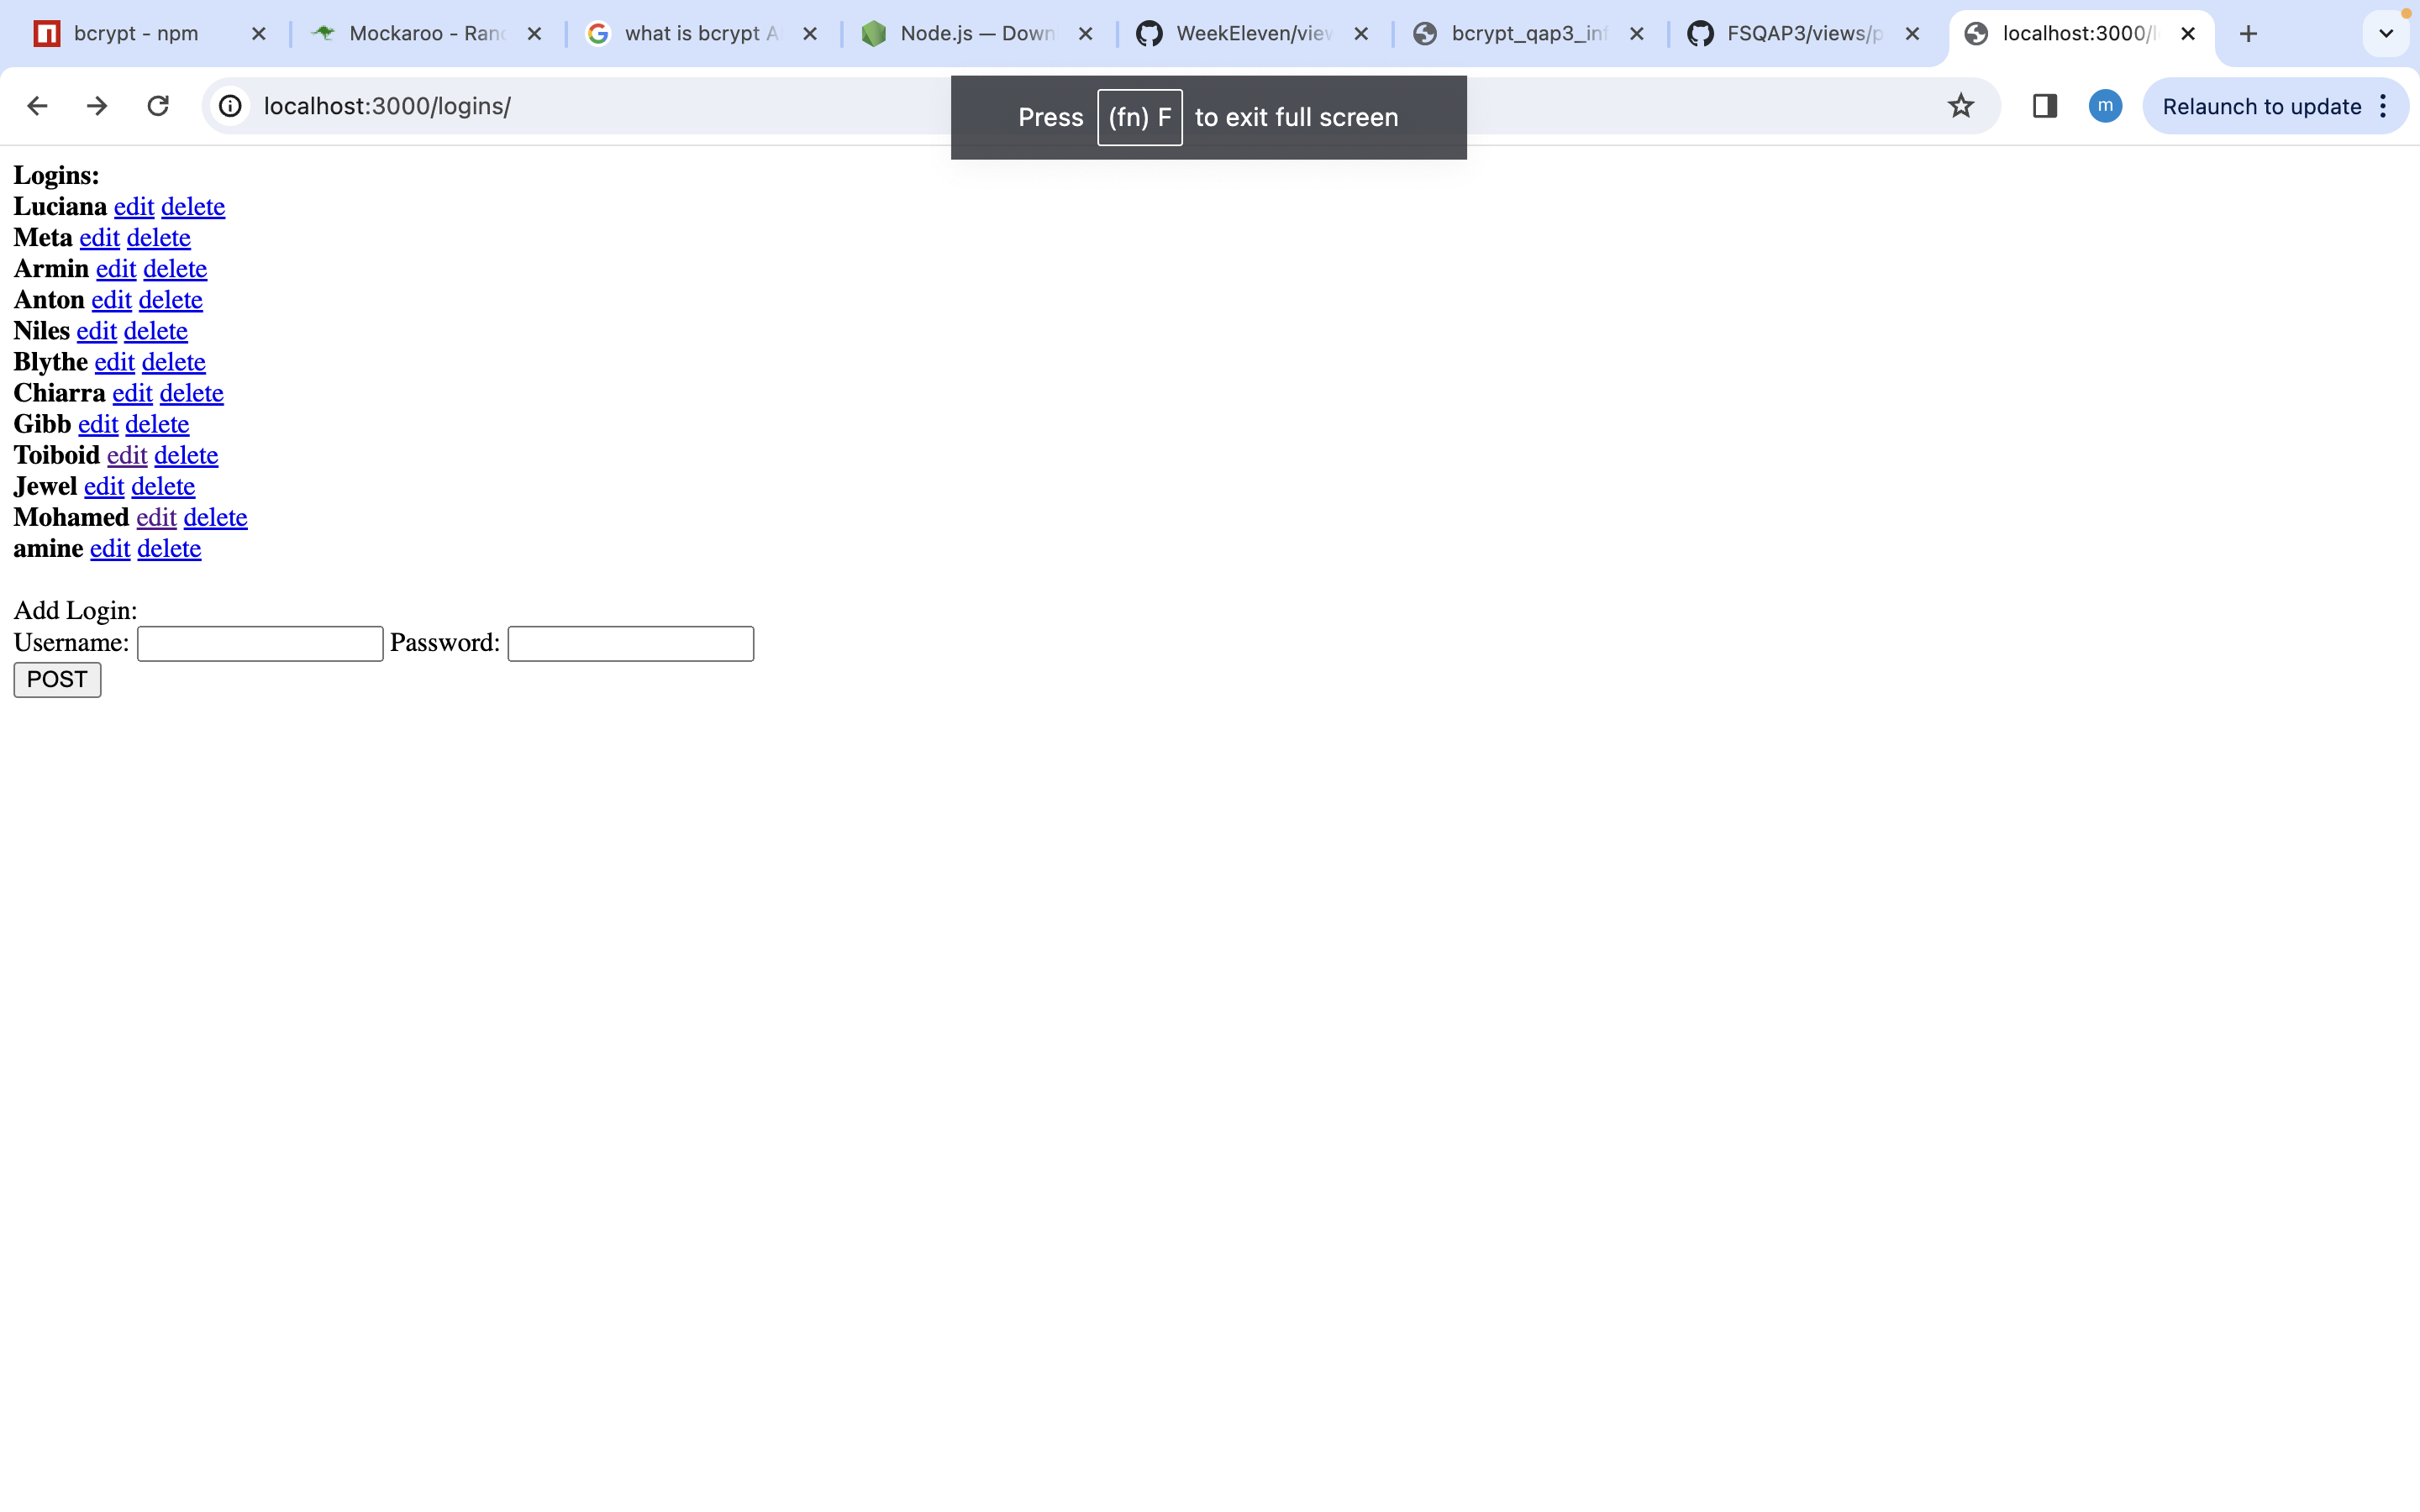 bcrypt - npm
Mockaroo - Ran
what is bcrypt A
Node.js — Down
WeekEleven/view
bcrypt_qap3_inf
FSQAP3/views/p
localhost:3000/l
localhost:3000/logins/
Press (fn) F to exit full screen
m
Relaunch to update
Logins:
Luciana edit delete
Meta edit delete
Armin edit delete
Anton edit delete
Niles edit delete
Blythe edit delete
Chiarra edit delete
Gibb edit delete
Toiboid edit delete
Jewel edit delete
Mohamed edit delete
amine edit delete
Add Login:
Username: Password:
POST